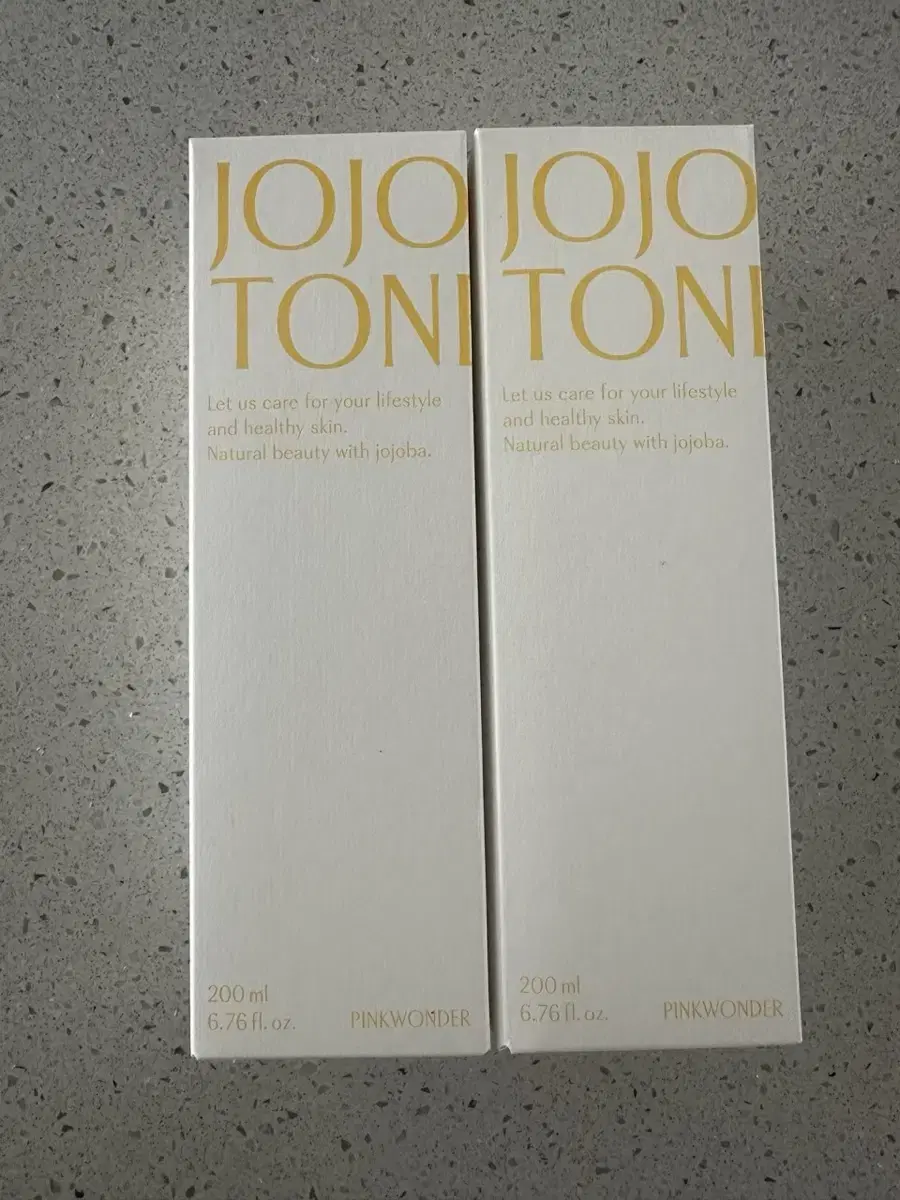 JOJO
TONI
Let us care for your lifestyle
and healthy skin.
Natural beauty with jojoba.
200 ml
6.76 fl. oz.
PINKWONDER
JOJO
TONI
Let us care for your lifestyle
and healthy skin.
Natural beauty with jojoba.
200 ml
6.76 fl. oz.
PINKWONDER